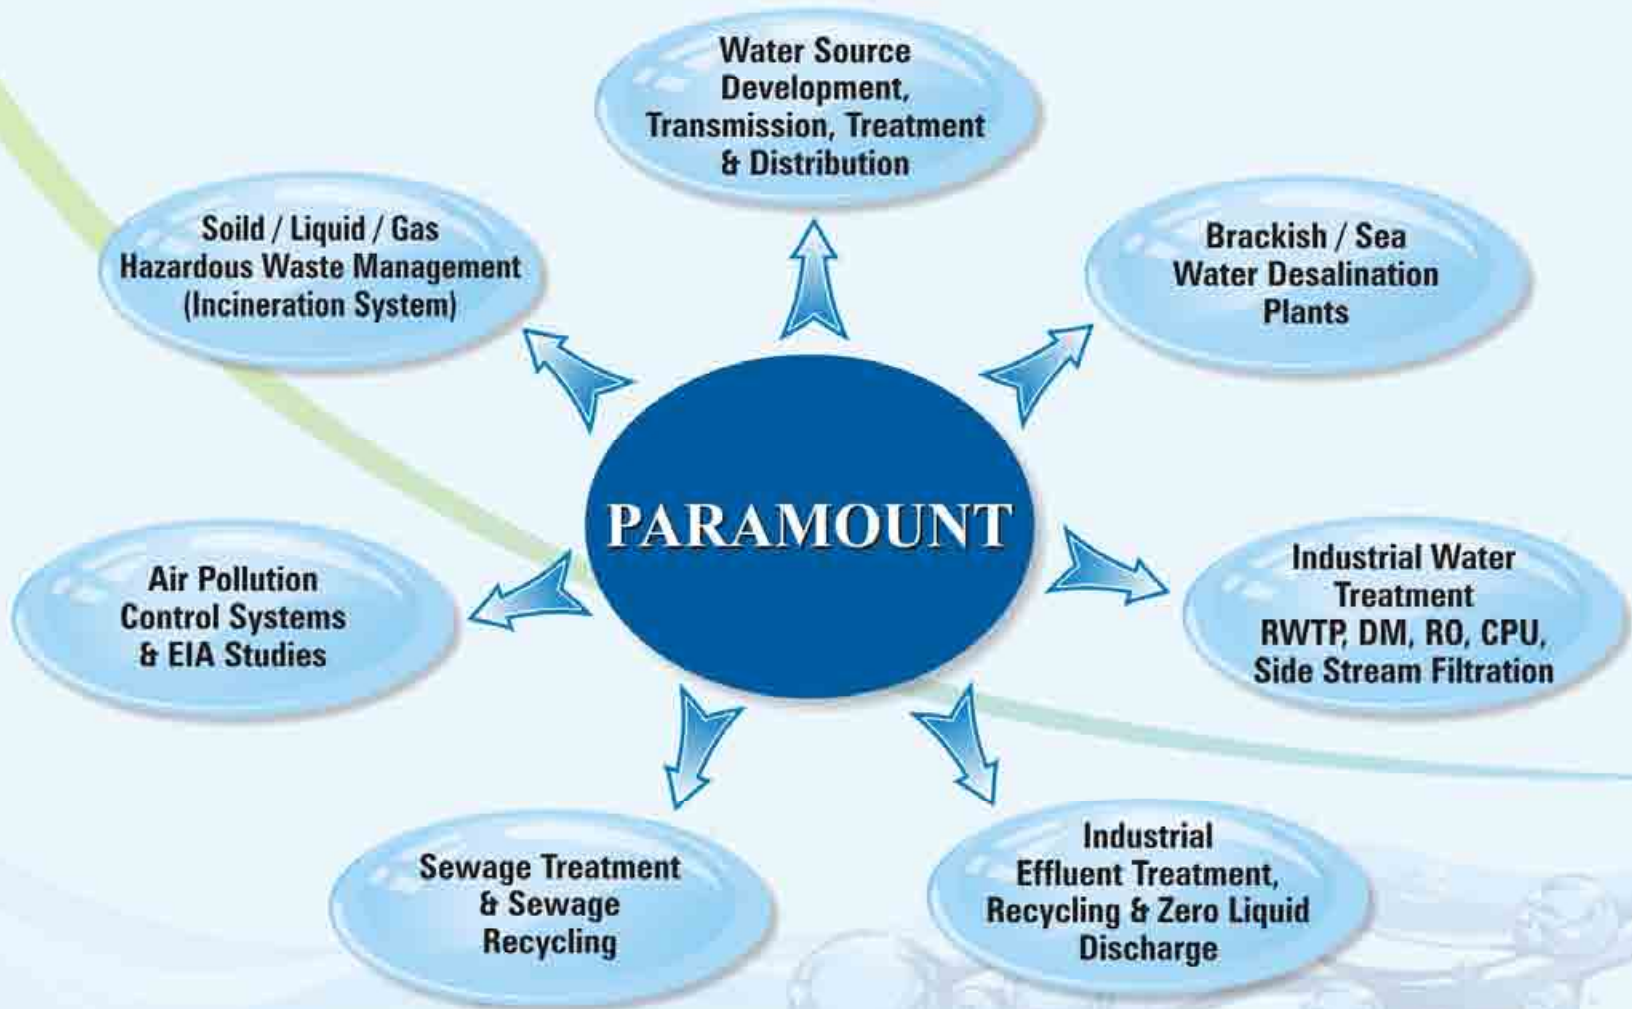 Water Source
Development,
Transmission, Treatment
& Distribution
Soild / Liquid / Gas
Hazardous Waste Management
(Incineration System)
Brackish / Sea
Water Desalination
Plants
PARAMOUNT
Air Pollution
Control Systems
& EIA Studies
Industrial Water
Treatment
RWTP, DM, RO, CPU,
Side Stream Filtration
Sewage Treatment
& Sewage
Recycling
Industrial
Effluent Treatment,
Recycling & Zero Liquid
Discharge